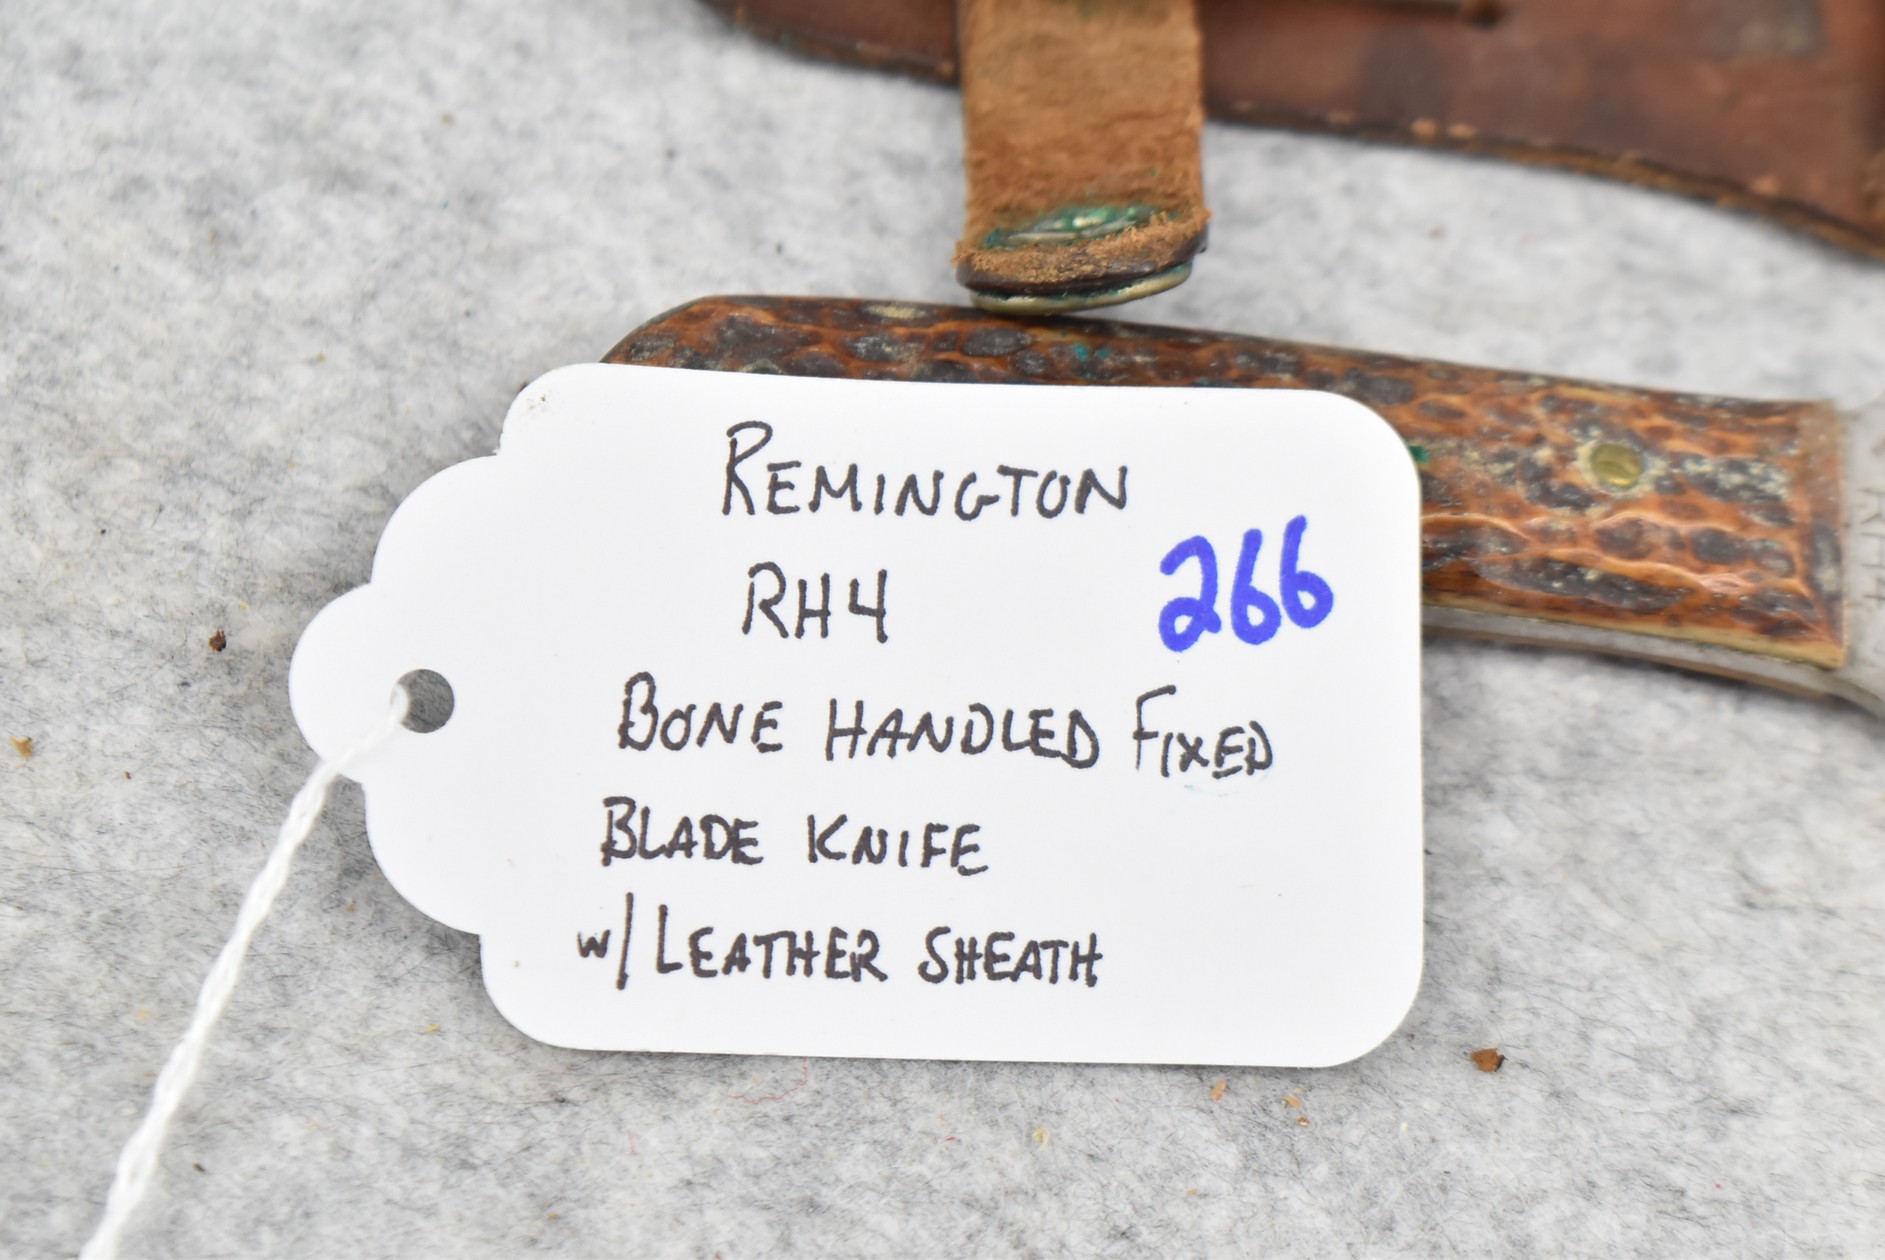 REMINGTON
RH4
266
BONE HANDLED FIXED
BLADE KNIFE
w/ LEATHER SHEATH